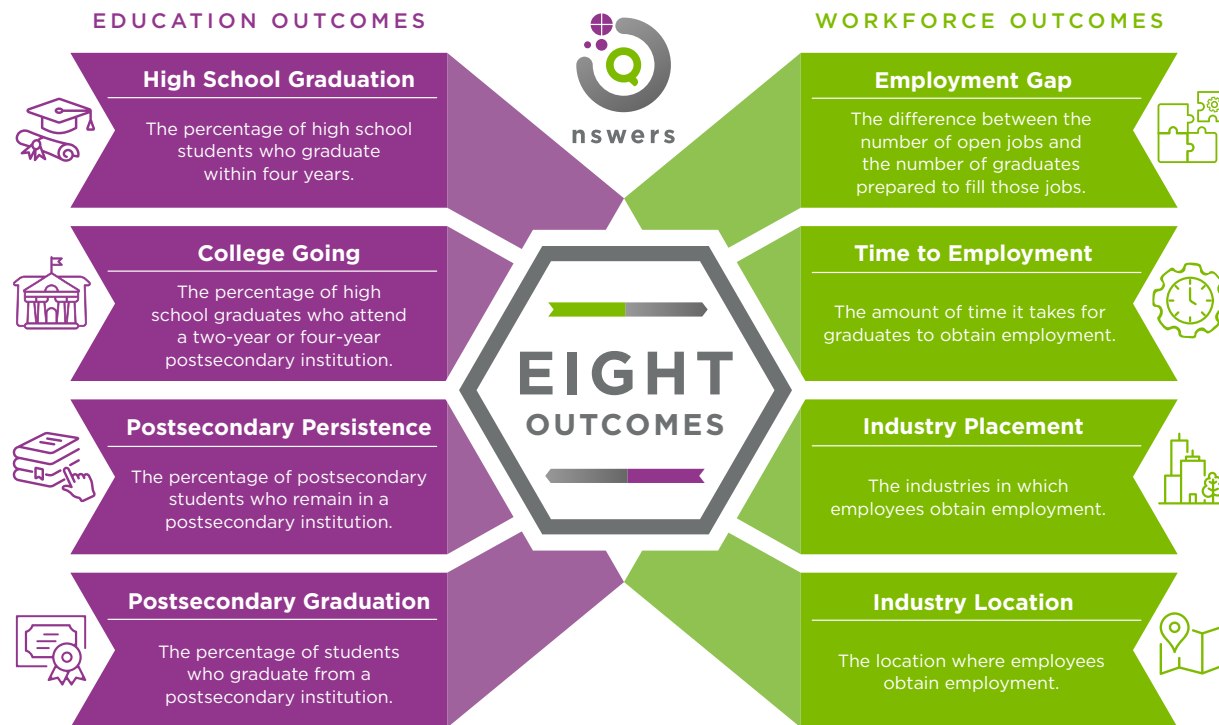 EDUCATION OUTCOMES
High School Graduation
The percentage of high school
students who graduate
within four years.
College Going
The percentage of high
school graduates who attend
a two-year or four-year
postsecondary institution.
Postsecondary Persistence
The percentage of postsecondary
students who remain in a
postsecondary institution.
Postsecondary Graduation
The percentage of students
who graduate from a
postsecondary institution.
nswers
EIGHT
OUTCOMES
WORKFORCE OUTCOMES
Employment Gap
The difference between the
number of open jobs and
the number of graduates
prepared to fill those jobs.
Time to Employment
The amount of time it takes for
graduates to obtain employment.
Industry Placement
The industries in which
employees obtain employment.
Industry Location
The location where employees
obtain employment.